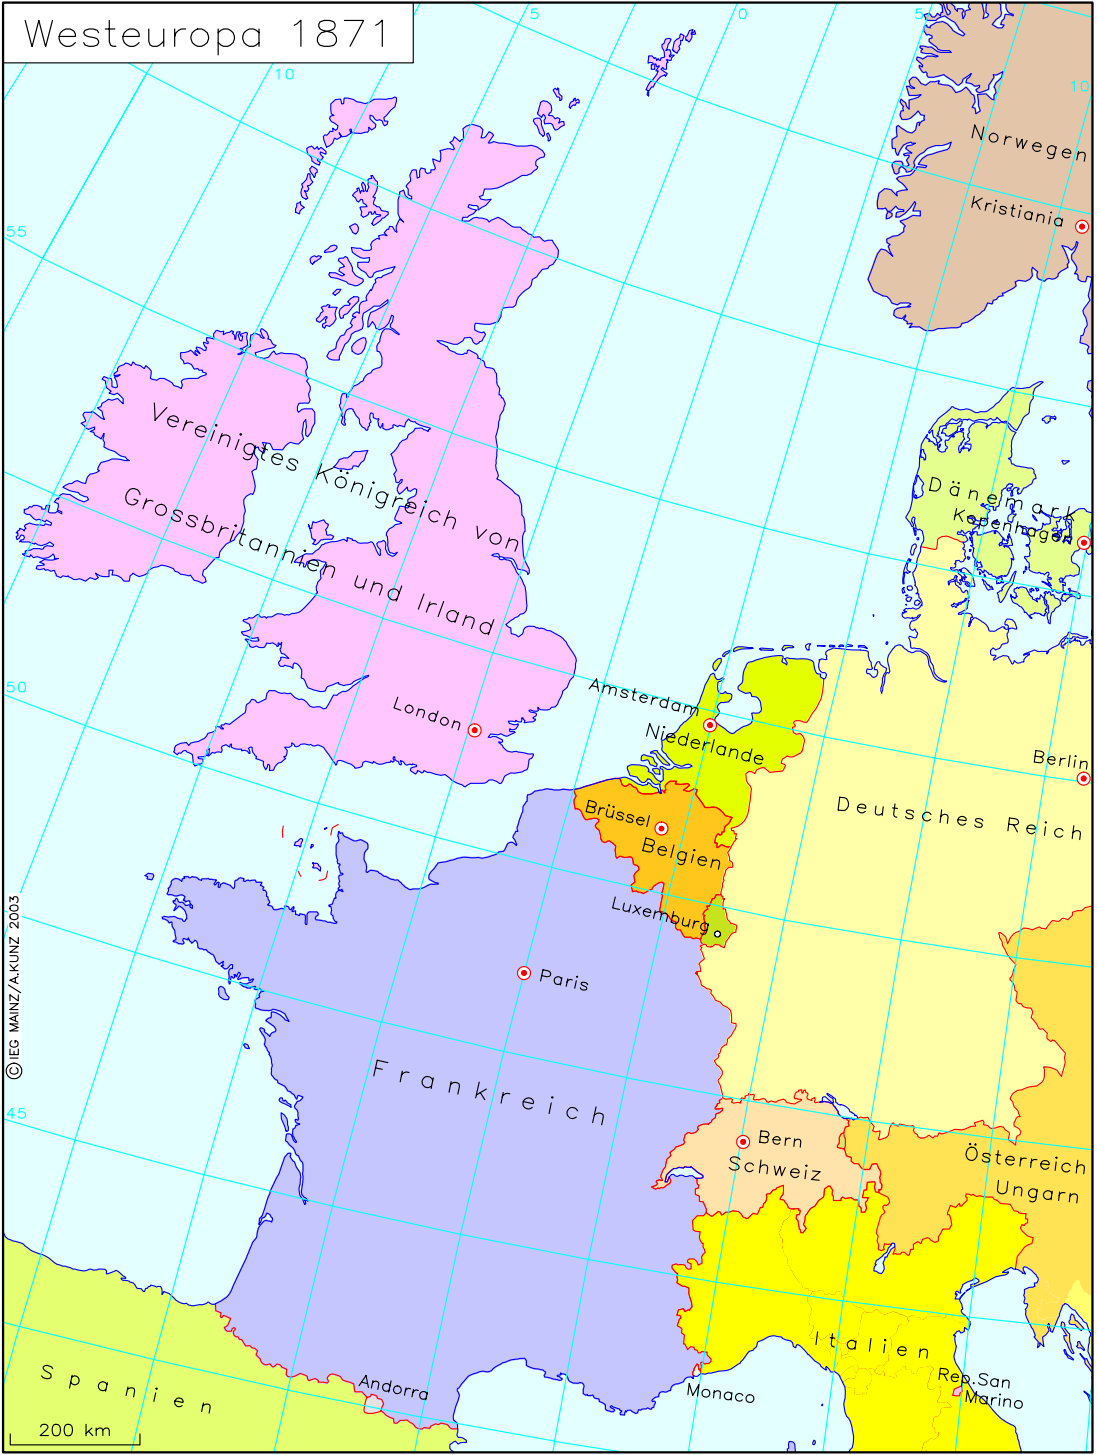 Westeuropa 1871
5
0
10
10
5
55
50
45
Norwegen
Kristiania
Vereinigtes Königreich von
Grossbritannien und Irland
London
Dänemark
Kopenhagen
Amsterdam
Niederlande
Berlin
Deutsches Reich
Brüssel
Belgien
Luxemburg
Paris
Frankreich
Bern
Schweiz
Österreich
Ungarn
Italien
Rep.San
Marino
Monaco
Andorra
Spanien
200 km
©IEG MAINZ/A.KUNZ 2003